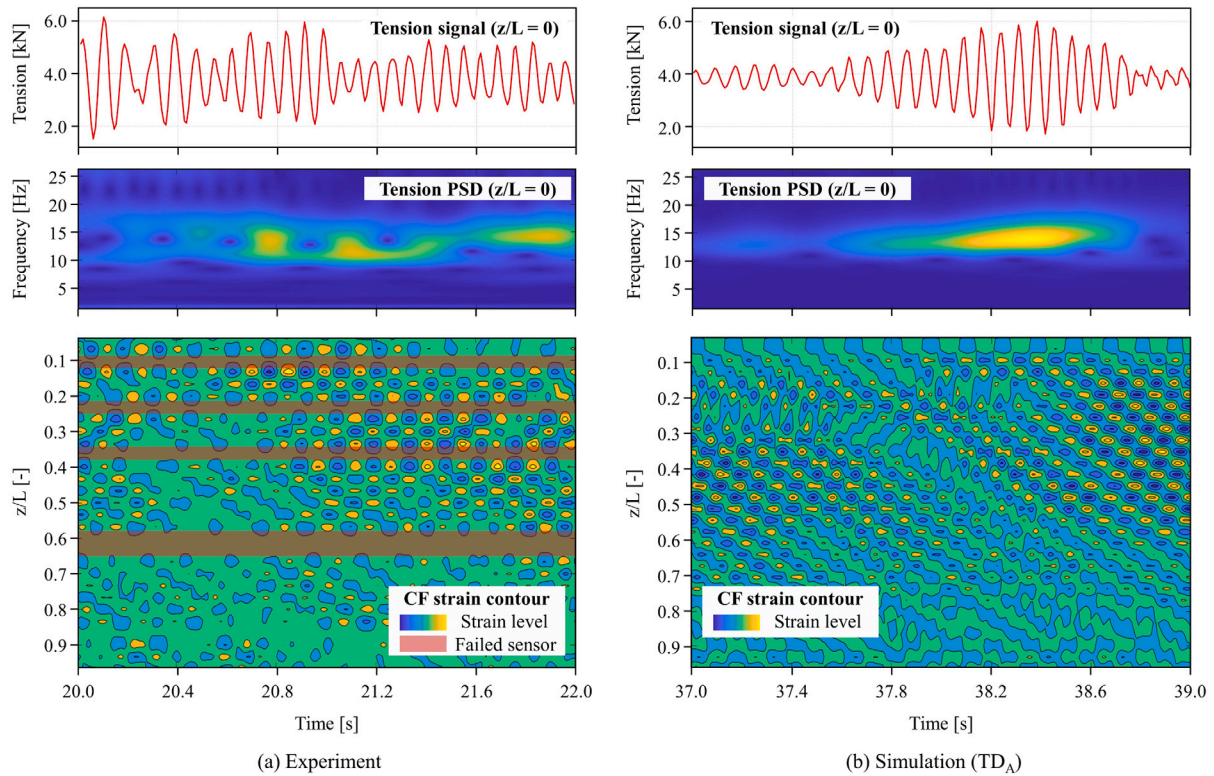 Tension signal (z/L = 0)
Tension [kN]
6.0
4.0
2.0
Tension PSD (z/L = 0)
Frequency [Hz]
25
20
15
10
5
z/L [-]
0.1
0.2
0.3
0.4
0.5
0.6
0.7
0.8
0.9
CF strain contour
Strain level
Failed sensor
20.0 20.4 20.8 21.2 21.6 22.0
Time [s]
(a) Experiment
Tension signal (z/L = 0)
Tension [kN]
6.0
4.0
2.0
Tension PSD (z/L = 0)
Frequency [Hz]
25
20
15
10
5
z/L [-]
0.1
0.2
0.3
0.4
0.5
0.6
0.7
0.8
0.9
CF strain contour
Strain level
37.0 37.4 37.8 38.2 38.6 39.0
Time [s]
(b) Simulation (TD_A)